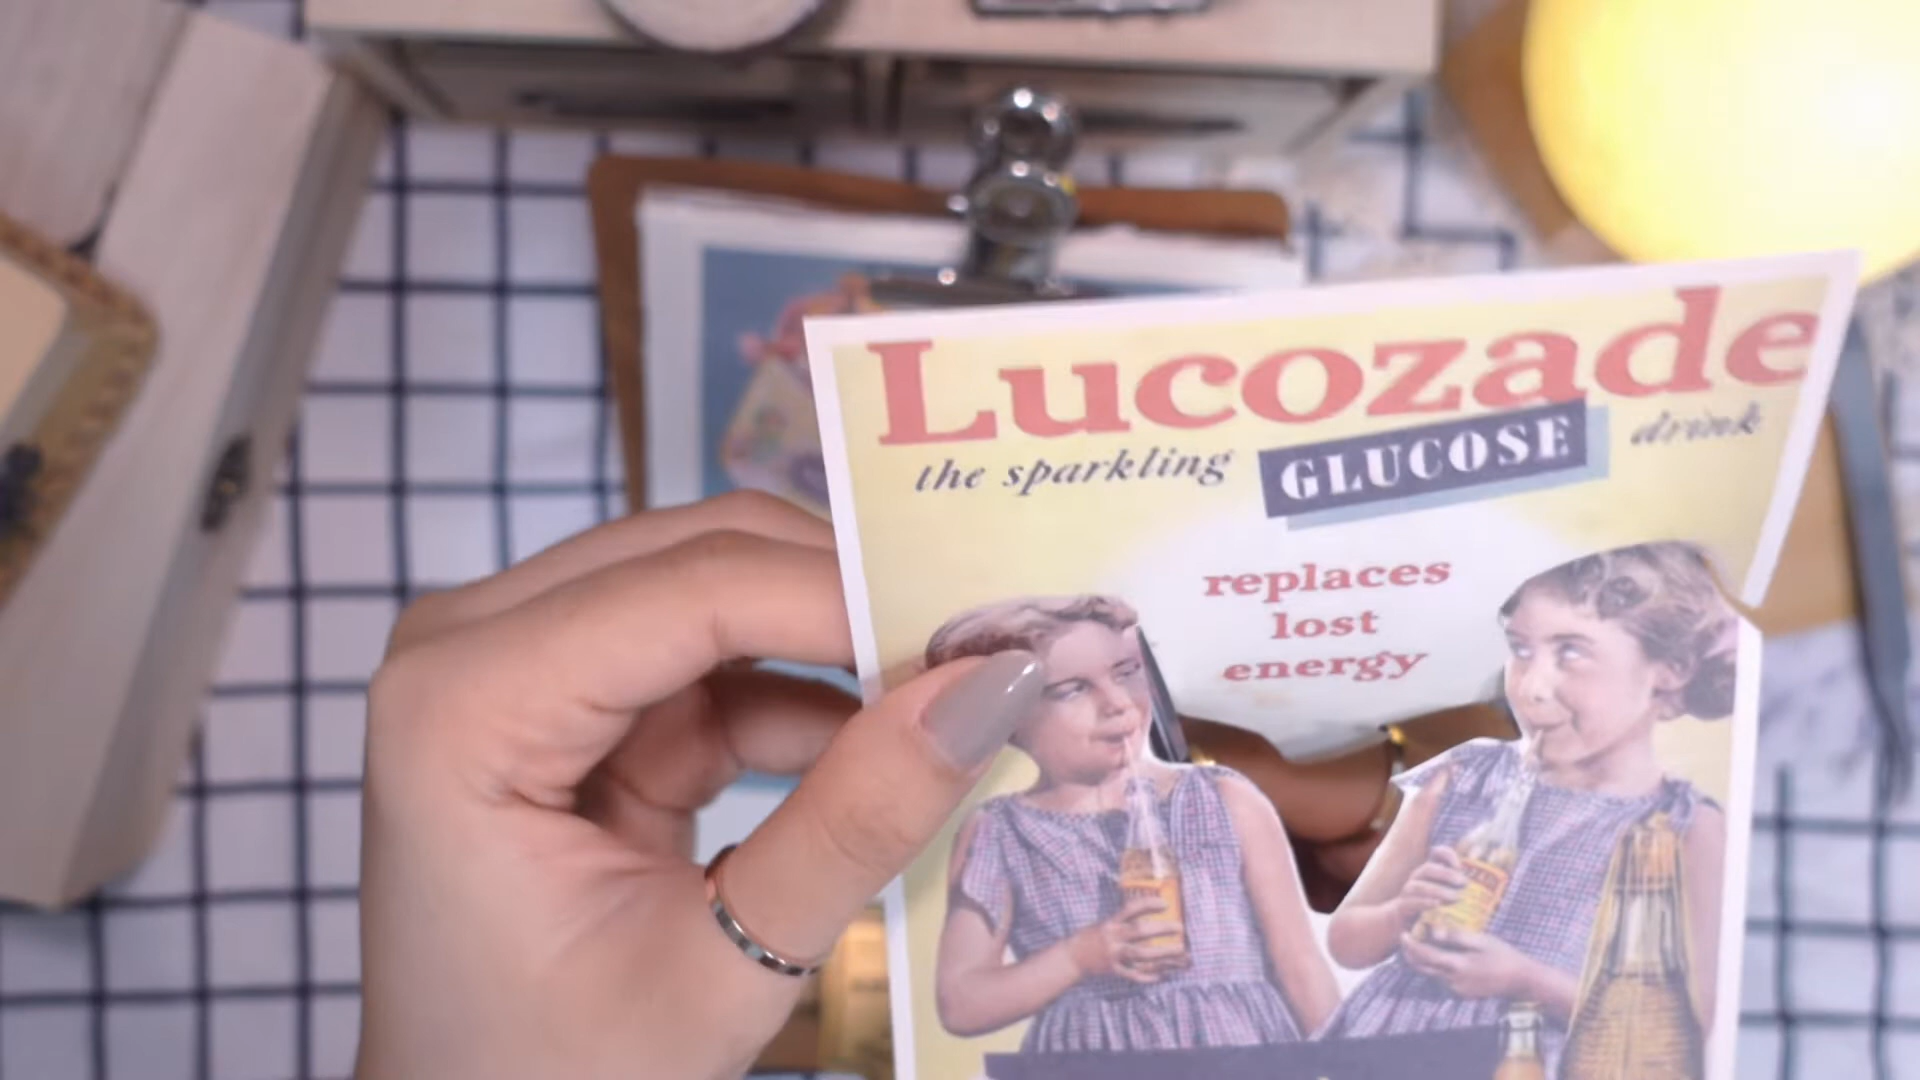 Lucozade
the sparkling GLUCOSE drink
replaces
lost
energy